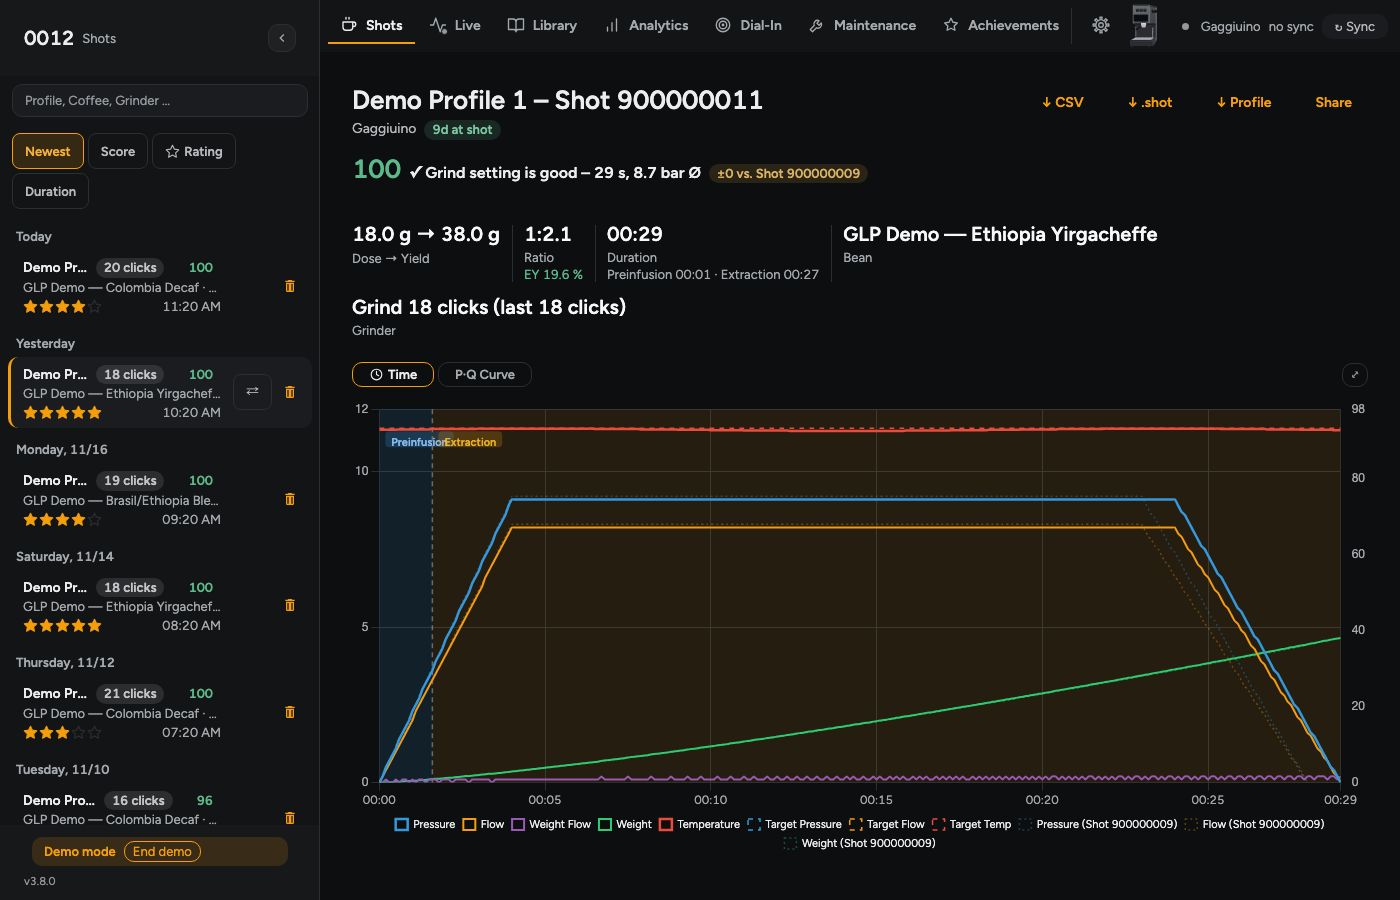 0012 Shots
Shots
Live
Library
Analytics
Dial-In
Maintenance
Achievements
Gaggiuino no sync
↻ Sync
Profile, Coffee, Grinder ...
Newest
Score
Rating
Duration
Today
Demo Pr... 20 clicks 100
GLP Demo — Colombia Decaf · ...
11:20 AM
Yesterday
Demo Pr... 18 clicks 100
GLP Demo — Ethiopia Yirgachef...
10:20 AM
Monday, 11/16
Demo Pr... 19 clicks 100
GLP Demo — Brasil/Ethiopia Ble...
09:20 AM
Saturday, 11/14
Demo Pr... 18 clicks 100
GLP Demo — Ethiopia Yirgachef...
08:20 AM
Thursday, 11/12
Demo Pr... 21 clicks 100
GLP Demo — Colombia Decaf · ...
07:20 AM
Tuesday, 11/10
Demo Pro... 16 clicks 96
GLP Demo — Colombia Decaf · ...
Demo mode End demo
v3.8.0
Demo Profile 1 – Shot 900000011
↓ CSV
↓ .shot
↓ Profile
Share
Gaggiuino 9d at shot
100 ✓ Grind setting is good – 29 s, 8.7 bar Ø ±0 vs. Shot 900000009
18.0 g → 38.0 g
Dose → Yield
1:2.1
Ratio
EY 19.6 %
00:29
Duration
Preinfusion 00:01 · Extraction 00:27
GLP Demo — Ethiopia Yirgacheffe
Bean
Grind 18 clicks (last 18 clicks)
Grinder
Time
P·Q Curve
12
10
5
0
98
80
60
40
20
0
Preinfusion
Extraction
00:00 00:05 00:10 00:15 00:20 00:25 00:29
Pressure Flow Weight Flow Weight Temperature Target Pressure Target Flow Target Temp Pressure (Shot 900000009) Flow (Shot 900000009)
Weight (Shot 900000009)